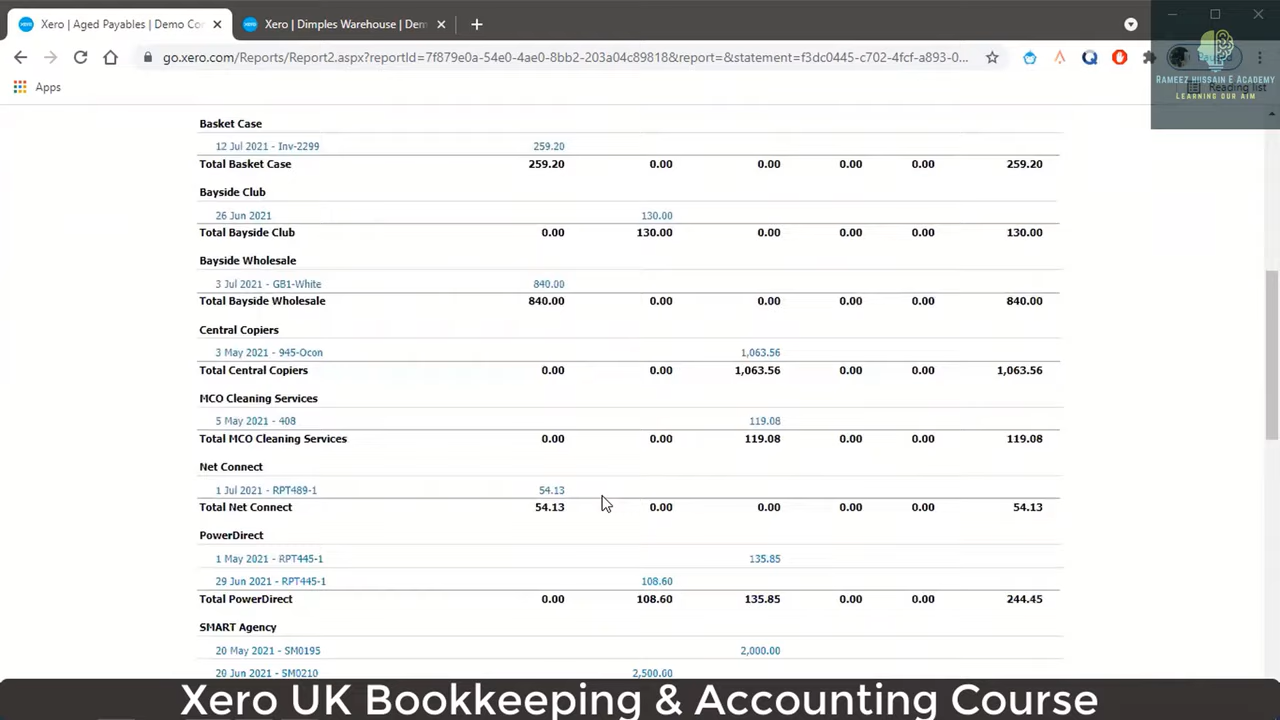 Xero | Aged Payables | Demo Co
Xero | Dimples Warehouse | Dem
go.xero.com/Reports/Report2.aspx?reportId=7f879e0a-54e0-4ae0-8bb2-203a04c89818&report=&statement=f3dc0445-c702-4fcf-a893-0...
Apps
Reading list
RAMEEZ HUSSAIN E ACADEMY
LEARNING OUR AIM
Basket Case
12 Jul 2021 - Inv-2299 259.20
Total Basket Case 259.20 0.00 0.00 0.00 0.00 259.20
Bayside Club
26 Jun 2021 130.00
Total Bayside Club 0.00 130.00 0.00 0.00 0.00 130.00
Bayside Wholesale
3 Jul 2021 - GB1-White 840.00
Total Bayside Wholesale 840.00 0.00 0.00 0.00 0.00 840.00
Central Copiers
3 May 2021 - 945-Ocon 1,063.56
Total Central Copiers 0.00 0.00 1,063.56 0.00 0.00 1,063.56
MCO Cleaning Services
5 May 2021 - 408 119.08
Total MCO Cleaning Services 0.00 0.00 119.08 0.00 0.00 119.08
Net Connect
1 Jul 2021 - RPT489-1 54.13
Total Net Connect 54.13 0.00 0.00 0.00 0.00 54.13
PowerDirect
1 May 2021 - RPT445-1 135.85
29 Jun 2021 - RPT445-1 108.60
Total PowerDirect 0.00 108.60 135.85 0.00 0.00 244.45
SMART Agency
20 May 2021 - SM0195 2,000.00
20 Jun 2021 - SM0210 2,500.00
Xero UK Bookkeeping & Accounting Course